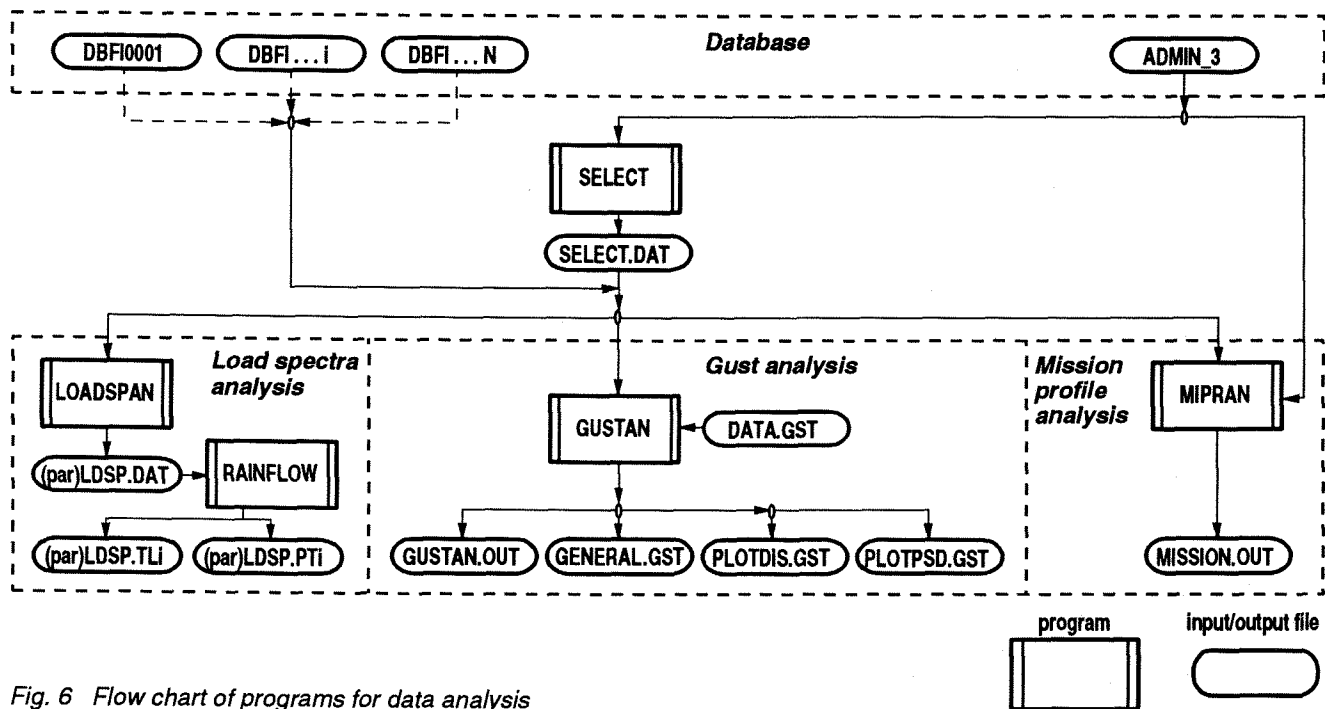 Database
DBFI0001
DBFI...i
DBFI...N
ADMIN_3
SELECT
SELECT.DAT
Load spectra
analysis
LOADSPAN
(par)LDSP.DAT
RAINFLOW
(par)LDSP.TLi
(par)LDSP.PTi
Gust analysis
GUSTAN
DATA.GST
GUSTAN.OUT
GENERAL.GST
PLOTDIS.GST
PLOTPSD.GST
Mission
profile
analysis
MIPRAN
MISSION.OUT
program
input/output file
Fig. 6 Flow chart of programs for data analysis